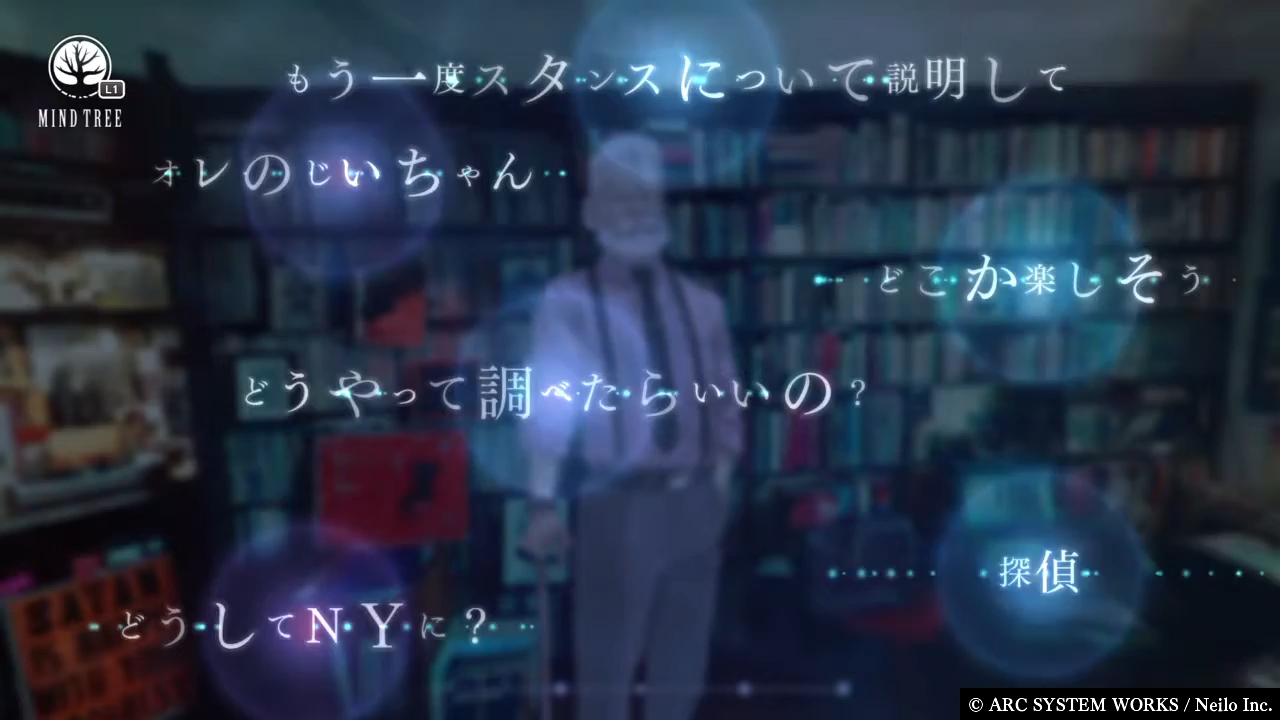 L1
MIND TREE
もう一度スタンスについて説明して
オレのじいちゃん
どこか楽しそう
どうやって調べたらいいの？
探偵
どうしてNYに？
© ARC SYSTEM WORKS / Neilo Inc.